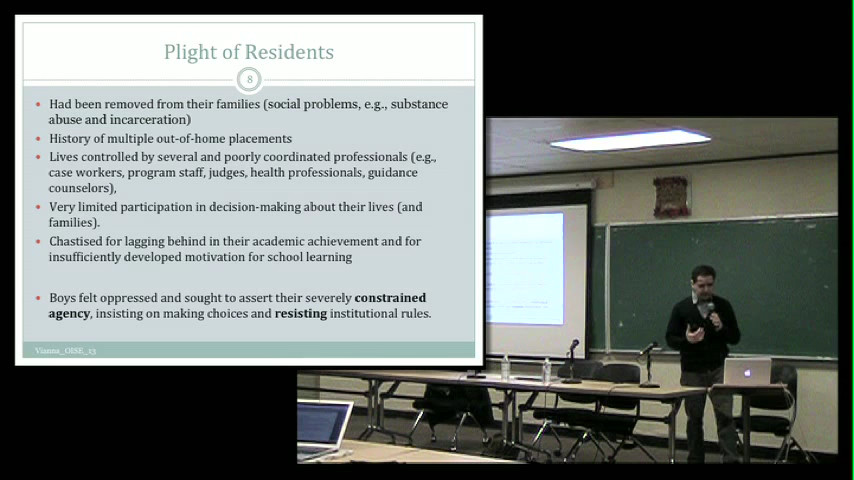 Plight of Residents
8
• Had been removed from their families (social problems, e.g., substance
abuse and incarceration)
• History of multiple out-of-home placements
• Lives controlled by several and poorly coordinated professionals (e.g.,
case workers, program staff, judges, health professionals, guidance
counselors),
• Very limited participation in decision-making about their lives (and
families).
• Chastised for lagging behind in their academic achievement and for
insufficiently developed motivation for school learning
• Boys felt oppressed and sought to assert their severely constrained
agency, insisting on making choices and resisting institutional rules.
Vianna_OISE_13